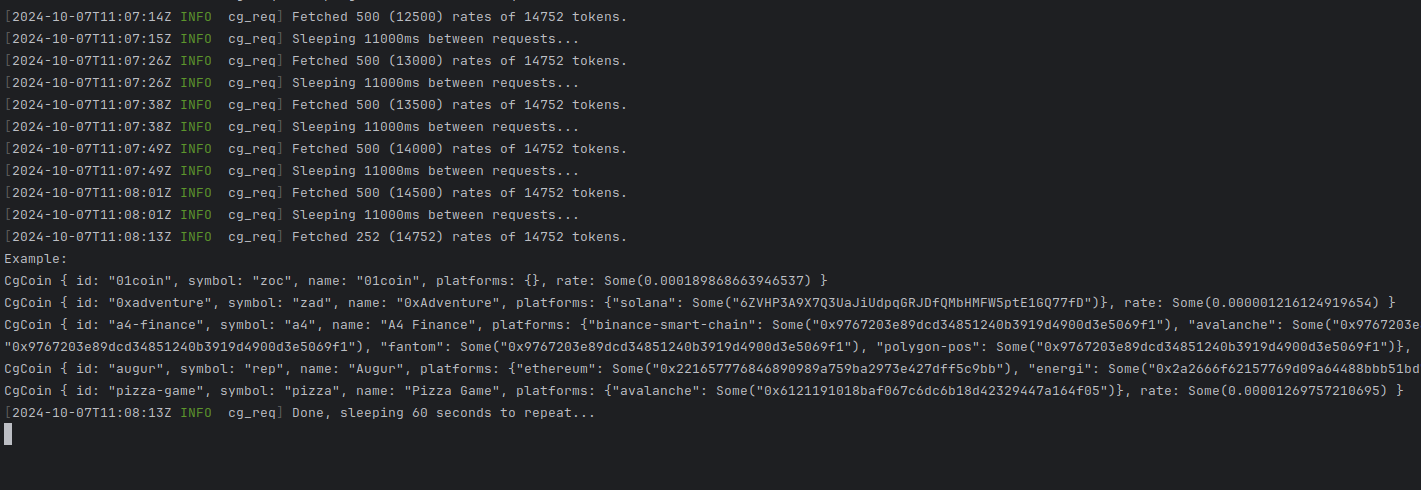 [2024-10-07T11:07:14Z INFO  cg_req] Fetched 500 (12500) rates of 14752 tokens.
[2024-10-07T11:07:15Z INFO  cg_req] Sleeping 11000ms between requests...
[2024-10-07T11:07:26Z INFO  cg_req] Fetched 500 (13000) rates of 14752 tokens.
[2024-10-07T11:07:26Z INFO  cg_req] Sleeping 11000ms between requests...
[2024-10-07T11:07:38Z INFO  cg_req] Fetched 500 (13500) rates of 14752 tokens.
[2024-10-07T11:07:38Z INFO  cg_req] Sleeping 11000ms between requests...
[2024-10-07T11:07:49Z INFO  cg_req] Fetched 500 (14000) rates of 14752 tokens.
[2024-10-07T11:07:49Z INFO  cg_req] Sleeping 11000ms between requests...
[2024-10-07T11:08:01Z INFO  cg_req] Fetched 500 (14500) rates of 14752 tokens.
[2024-10-07T11:08:01Z INFO  cg_req] Sleeping 11000ms between requests...
[2024-10-07T11:08:13Z INFO  cg_req] Fetched 252 (14752) rates of 14752 tokens.
Example:
CgCoin { id: "01coin", symbol: "zoc", name: "01coin", platforms: {}, rate: Some(0.000189868663946537) }
CgCoin { id: "0xadventure", symbol: "zad", name: "0xAdventure", platforms: {"solana": Some("6ZVHP3A9X7Q3UaJiUdpqGRJDfQMbHMFW5ptE1GQ77fD")}, rate: Some(0.000001216124919654) }
CgCoin { id: "a4-finance", symbol: "a4", name: "A4 Finance", platforms: {"binance-smart-chain": Some("0x9767203e89dcd34851240b3919d4900d3e5069f1"), "avalanche": Some("0x9767203e
"0x9767203e89dcd34851240b3919d4900d3e5069f1"), "fantom": Some("0x9767203e89dcd34851240b3919d4900d3e5069f1"), "polygon-pos": Some("0x9767203e89dcd34851240b3919d4900d3e5069f1")},
CgCoin { id: "augur", symbol: "rep", name: "Augur", platforms: {"ethereum": Some("0x221657776846890989a759ba2973e427dff5c9bb"), "energi": Some("0x2a2666f62157769d09a64488bbb51bd
CgCoin { id: "pizza-game", symbol: "pizza", name: "Pizza Game", platforms: {"avalanche": Some("0x6121191018baf067c6dc6b18d42329447a164f05")}, rate: Some(0.00001269757210695) }
[2024-10-07T11:08:13Z INFO  cg_req] Done, sleeping 60 seconds to repeat...